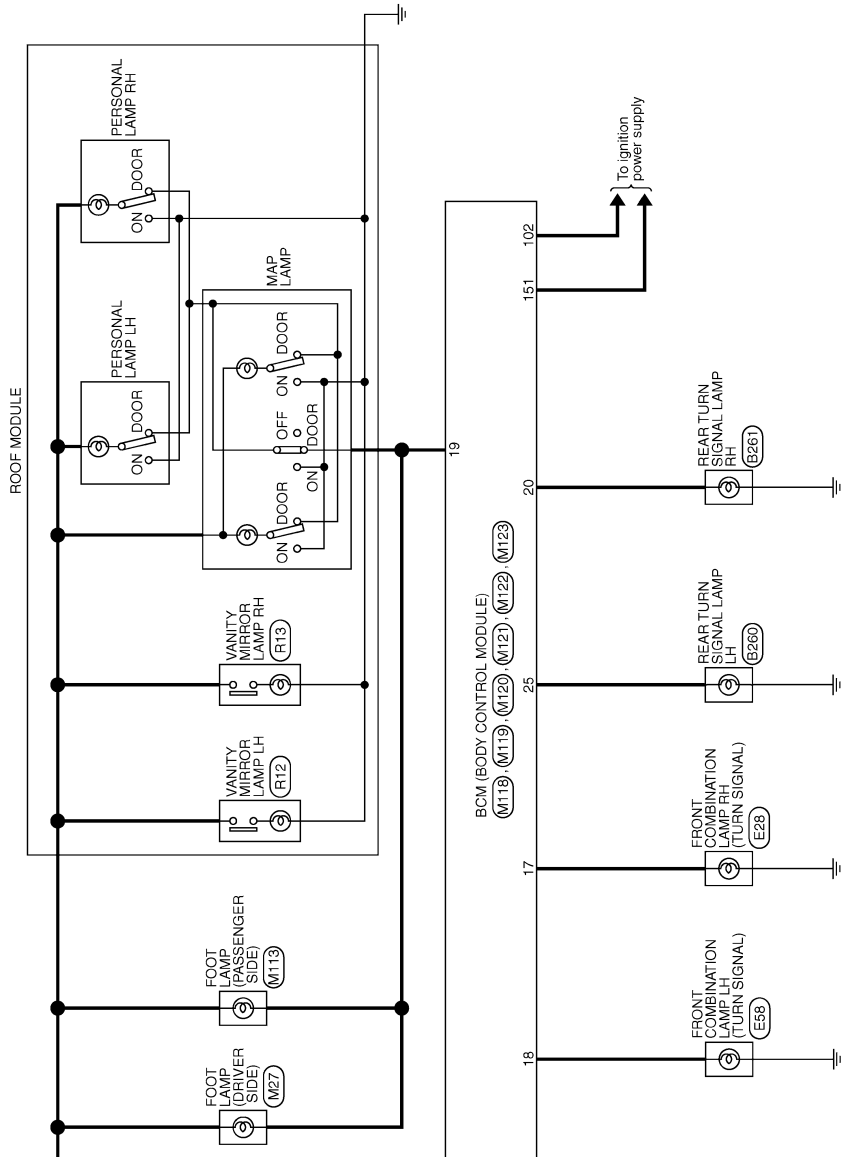 ROOF MODULE
PERSONAL
LAMP RH
DOOR
ON
PERSONAL
LAMP LH
DOOR
ON
MAP
LAMP
DOOR
ON
OFF
DOOR
ON
DOOR
ON
VANITY
MIRROR
LAMP RH
R13
VANITY
MIRROR
LAMP LH
R12
FOOT
LAMP
(PASSENGER
SIDE)
M113
FOOT
LAMP
(DRIVER
SIDE)
M27
BCM (BODY CONTROL MODULE)
M118 , M119 , M120 , M121 , M122 , M123
19
102
151
20
25
17
18
To ignition
power supply
REAR TURN
SIGNAL LAMP
RH
B261
REAR TURN
SIGNAL LAMP
LH
B260
FRONT
COMBINATION
LAMP RH
(TURN SIGNAL)
E28
FRONT
COMBINATION
LAMP LH
(TURN SIGNAL)
E58